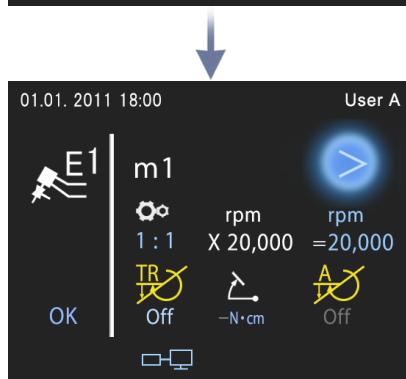 01.01. 2011 18:00 User A
E1
m1
>
rpm rpm
1 : 1 X 20,000 =20,000
TR A
OK Off –N•cm Off